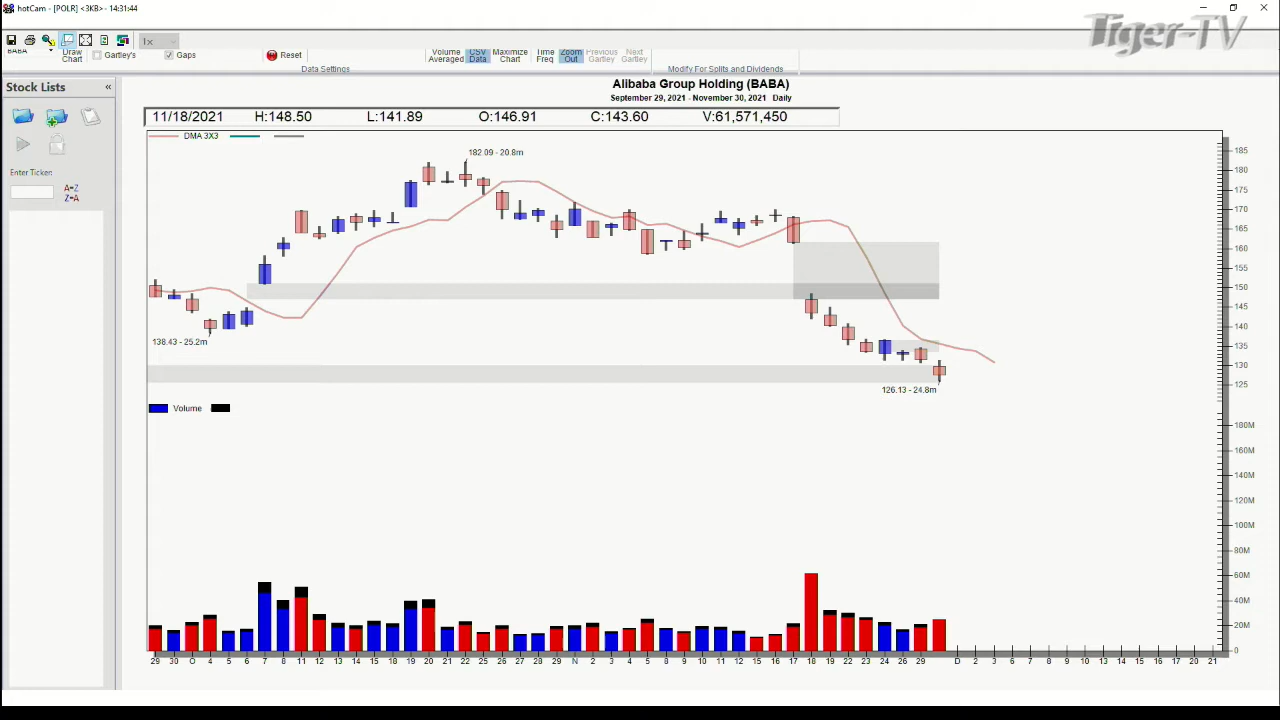 hotCam - [POLR] <3KB> - 14:31:44
Tiger-TV
1x
BABA
Draw
Chart
Gartley's
Gaps
Reset
Volume
Averaged
CSV
Data
Maximize
Chart
Time
Freq
Zoom
Out
Previous
Gartley
Next
Gartley
Data Settings
Modify For Splits and Dividends
Stock Lists «
Enter Ticker:
A=Z
Z=A
Alibaba Group Holding (BABA)
September 29, 2021 - November 30, 2021 Daily
11/18/2021 H:148.50 L:141.89 O:146.91 C:143.60 V:61,571,450
DMA 3X3
182.09 - 20.8m
138.43 - 25.2m
126.13 - 24.8m
185
180
175
170
165
160
155
150
145
140
135
130
125
Volume
180M
160M
140M
120M
100M
80M
60M
40M
20M
0
29 30 O 4 5 6 7 8 11 12 13 14 15 18 19 20 21 22 25 26 28 29 N 2 3 4 5 8 9 10 11 12 15 16 17 18 19 22 23 24 26 29 D 2 3 6 7 8 9 10 13 14 15 16 17 20 21